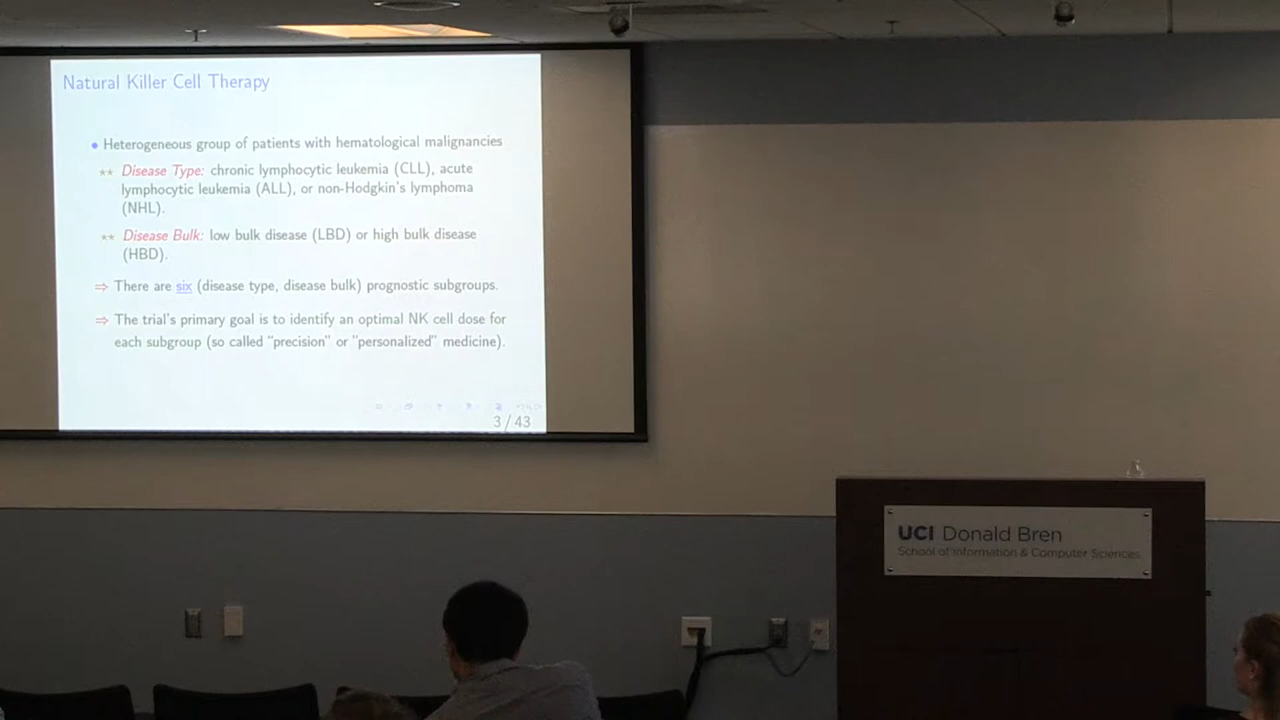 Natural Killer Cell Therapy
• Heterogeneous group of patients with hematological malignancies
** Disease Type: chronic lymphocytic leukemia (CLL), acute
lymphocytic leukemia (ALL), or non-Hodgkin's lymphoma
(NHL).
** Disease Bulk: low bulk disease (LBD) or high bulk disease
(HBD).
⇒ There are six (disease type, disease bulk) prognostic subgroups.
⇒ The trial's primary goal is to identify an optimal NK cell dose for
each subgroup (so called "precision" or "personalized" medicine).
3 / 43
UCI Donald Bren
School of Information & Computer Sciences